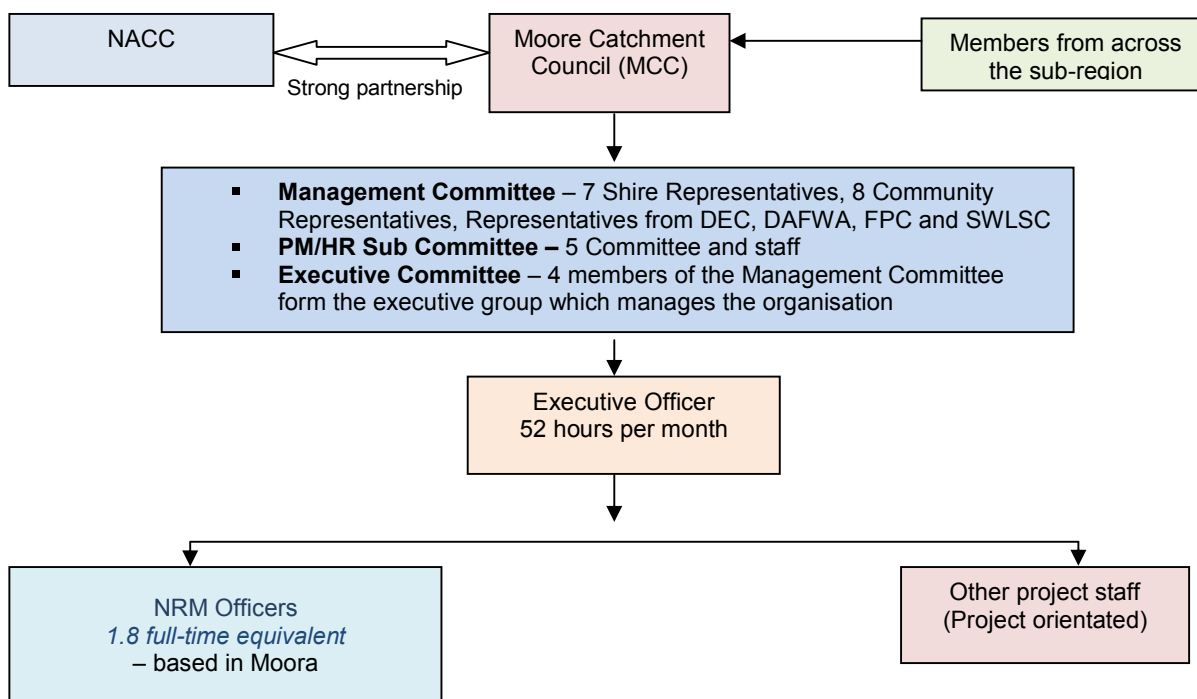 NACC
Strong partnership
Moore Catchment
Council (MCC)
Members from across
the sub-region
▪ Management Committee – 7 Shire Representatives, 8 Community
Representatives, Representatives from DEC, DAFWA, FPC and SWLSC
▪ PM/HR Sub Committee – 5 Committee and staff
▪ Executive Committee – 4 members of the Management Committee
form the executive group which manages the organisation
Executive Officer
52 hours per month
NRM Officers
1.8 full-time equivalent
– based in Moora
Other project staff
(Project orientated)